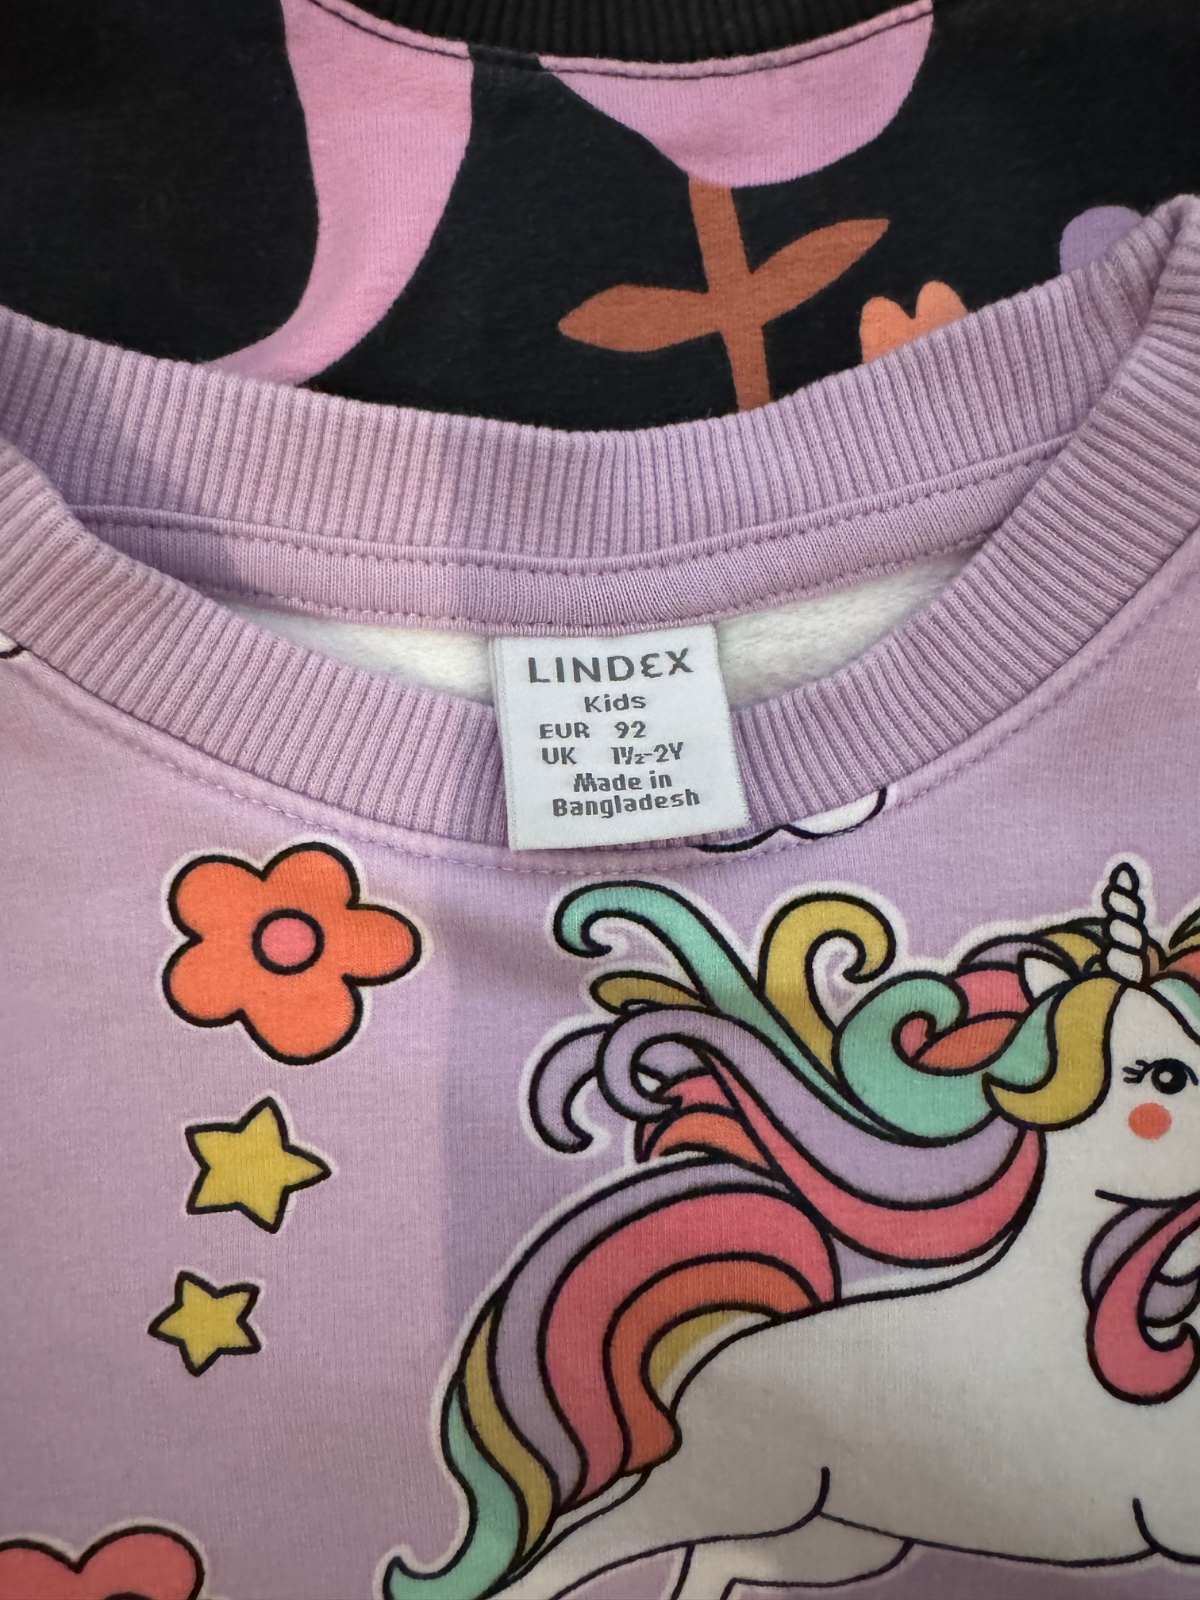 LINDEX
Kids
EUR 92
UK 1½-2Y
Made in
Bangladesh